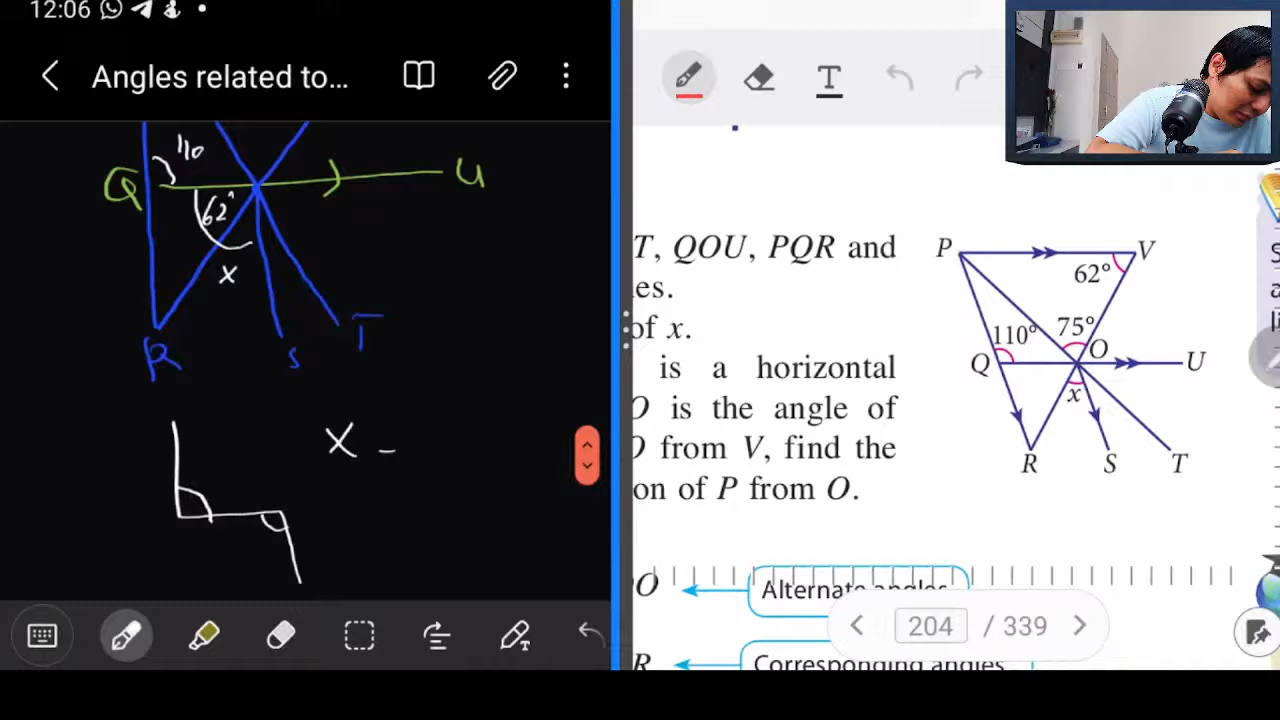 12:06
Angles related to...
110
Q
U
62°
x
R
S
T
x -
T, QOU, PQR and
es.
of x.
is a horizontal
O is the angle of
O from V, find the
on of P from O.
P
V
62°
110°
75°
O
Q
U
x
R
S
T
O
Alternate angles
204 / 339
R
Corresponding angles